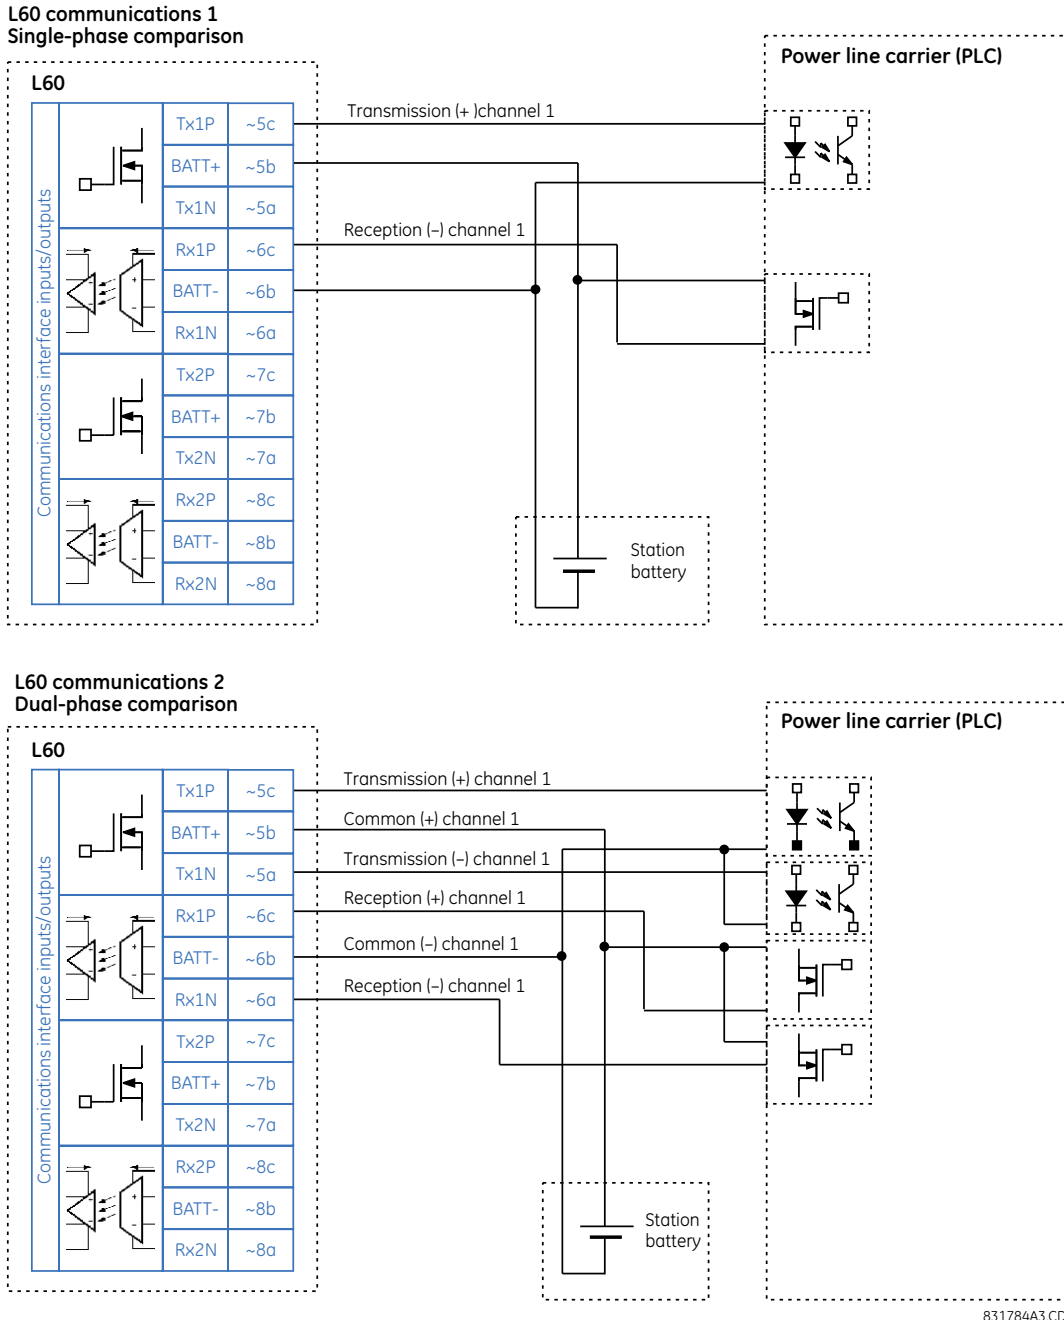 L60 communications 1
Single-phase comparison
Power line carrier (PLC)
L60
Communications interface inputs/outputs
Tx1P ~5c
BATT+ ~5b
Tx1N ~5a
Rx1P ~6c
BATT- ~6b
Rx1N ~6a
Tx2P ~7c
BATT+ ~7b
Tx2N ~7a
Rx2P ~8c
BATT- ~8b
Rx2N ~8a
Transmission (+ )channel 1
Reception (–) channel 1
Station
battery
L60 communications 2
Dual-phase comparison
Power line carrier (PLC)
L60
Communications interface inputs/outputs
Tx1P ~5c
BATT+ ~5b
Tx1N ~5a
Rx1P ~6c
BATT- ~6b
Rx1N ~6a
Tx2P ~7c
BATT+ ~7b
Tx2N ~7a
Rx2P ~8c
BATT- ~8b
Rx2N ~8a
Transmission (+) channel 1
Common (+) channel 1
Transmission (–) channel 1
Reception (+) channel 1
Common (–) channel 1
Reception (–) channel 1
Station
battery
831784A3.CD